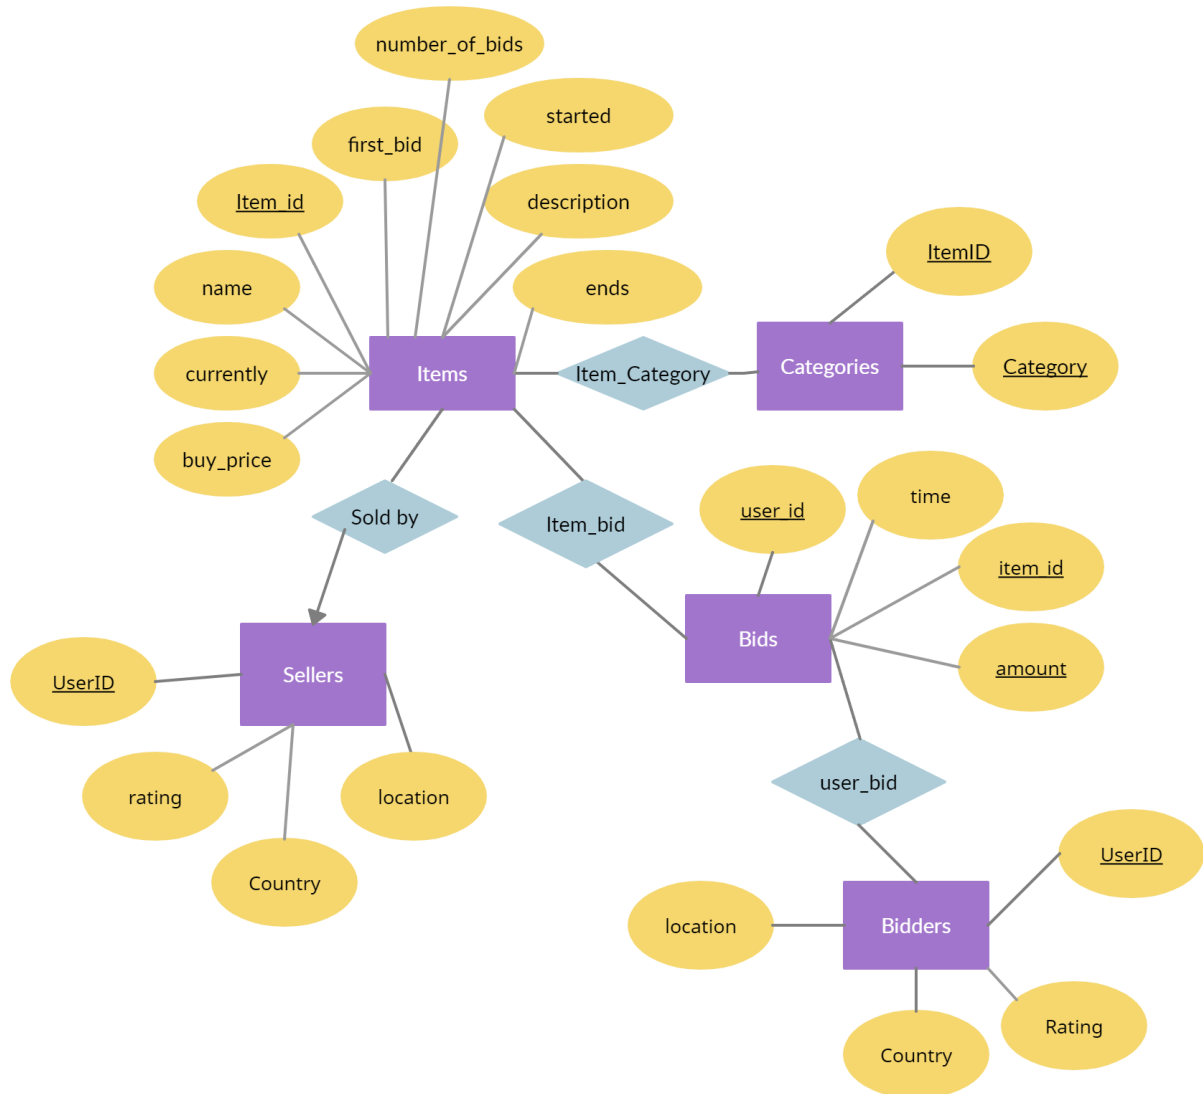 number_of_bids
started
first_bid
Item_id
description
ItemID
name
ends
currently
Items
Item_Category
Categories
Category
buy_price
Sold by
Item_bid
user_id
time
item_id
Bids
amount
UserID
Sellers
rating
location
user_bid
Country
UserID
location
Bidders
Rating
Country